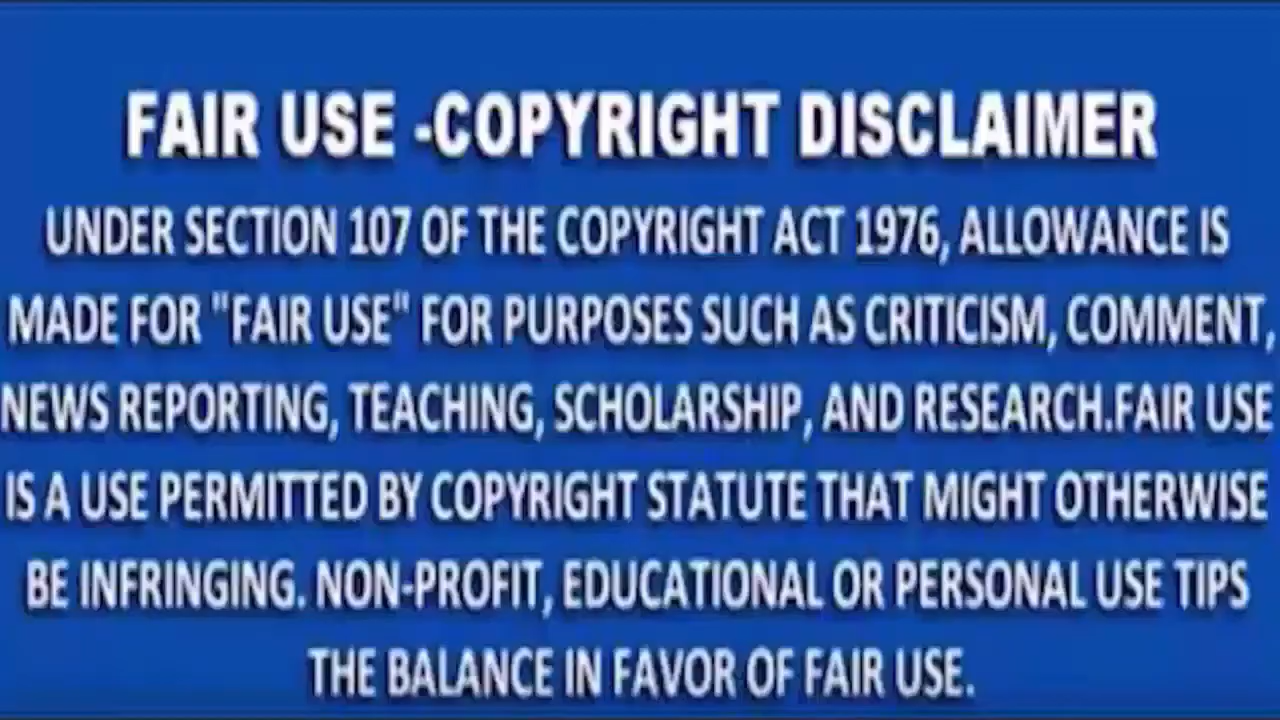 FAIR USE -COPYRIGHT DISCLAIMER
UNDER SECTION 107 OF THE COPYRIGHT ACT 1976, ALLOWANCE IS
MADE FOR "FAIR USE" FOR PURPOSES SUCH AS CRITICISM, COMMENT,
NEWS REPORTING, TEACHING, SCHOLARSHIP, AND RESEARCH.FAIR USE
IS A USE PERMITTED BY COPYRIGHT STATUTE THAT MIGHT OTHERWISE
BE INFRINGING. NON-PROFIT, EDUCATIONAL OR PERSONAL USE TIPS
THE BALANCE IN FAVOR OF FAIR USE.